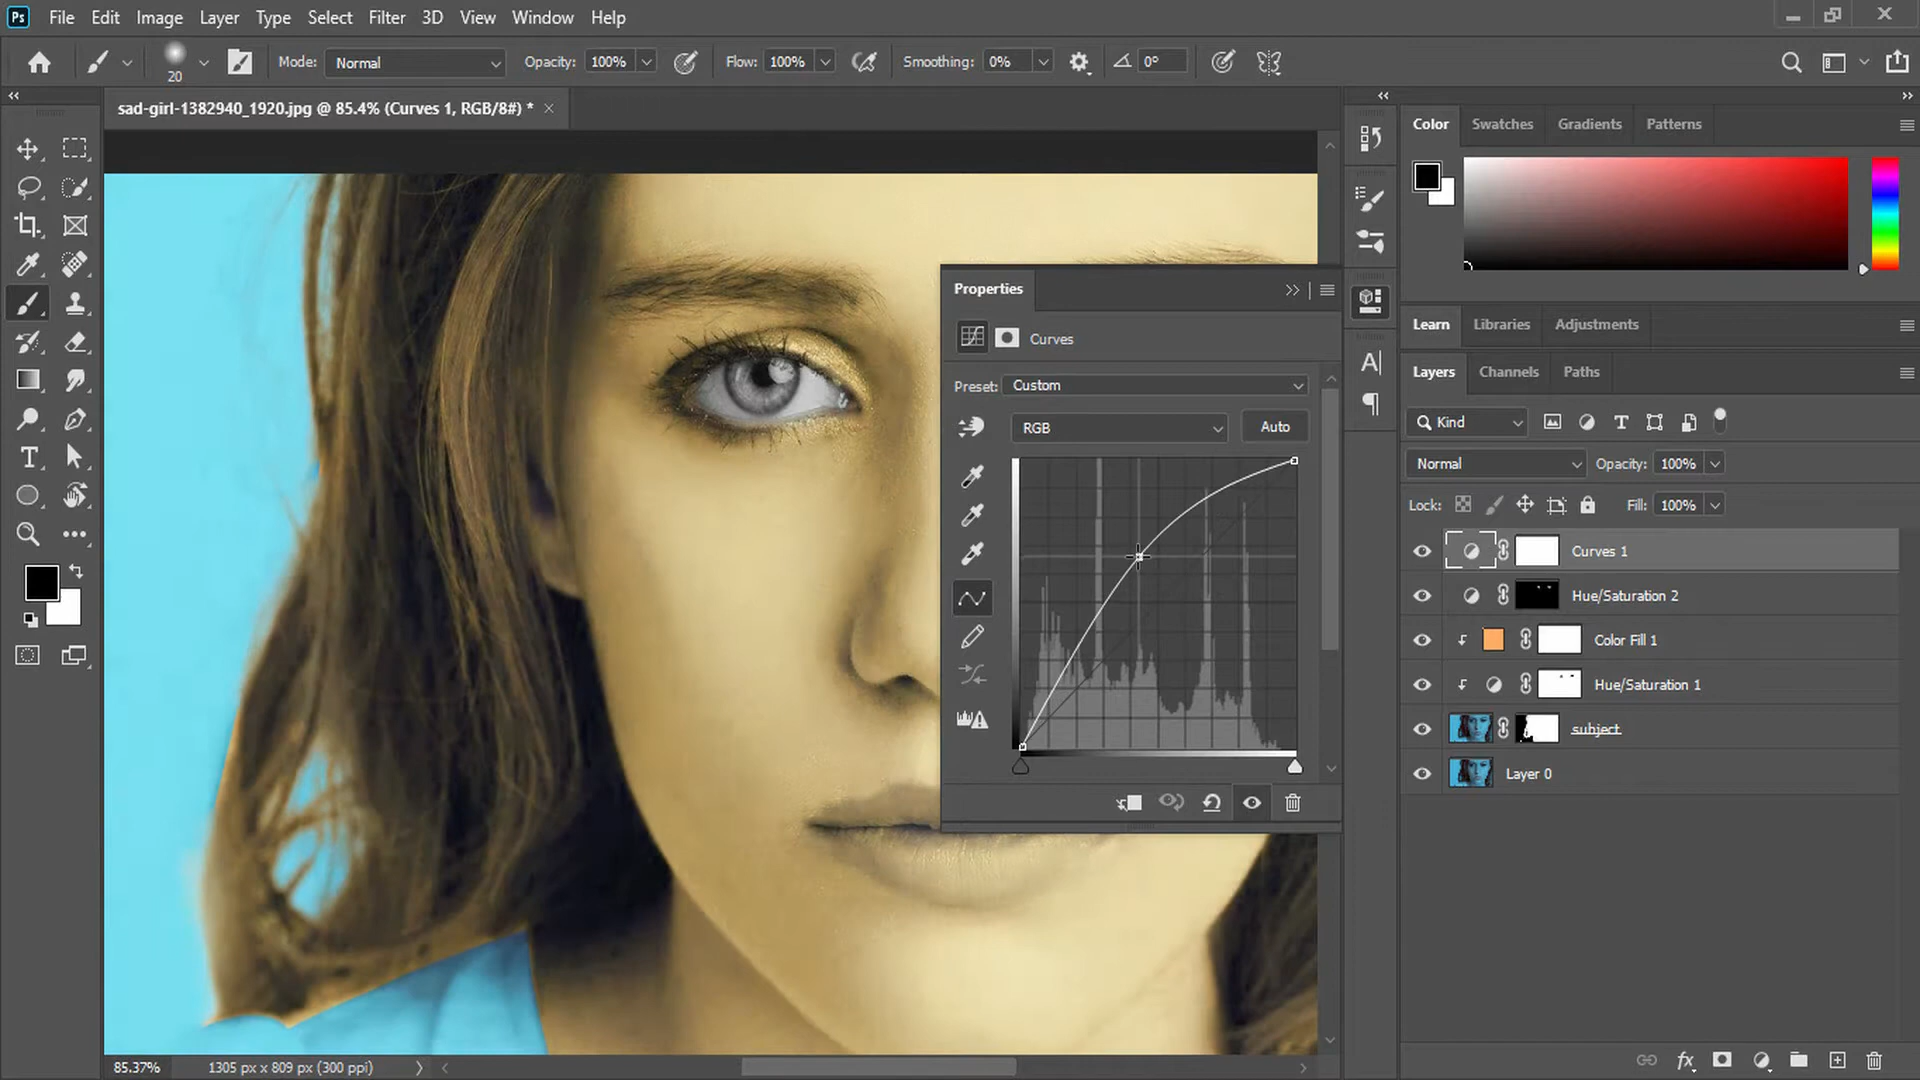 Ps File Edit Image Layer Type Select Filter 3D View Window Help
20 Mode: Normal Opacity: 100% Flow: 100% Smoothing: 0% 0°
sad-girl-1382940_1920.jpg @ 85.4% (Curves 1, RGB/8#) *
Color Swatches Gradients Patterns
Properties
Curves
Preset: Custom
RGB Auto
Learn Libraries Adjustments
Layers Channels Paths
Kind
Normal Opacity: 100%
Lock: Fill: 100%
Curves 1
Hue/Saturation 2
Color Fill 1
Hue/Saturation 1
subject
Layer 0
85.37% 1305 px x 809 px (300 ppi)